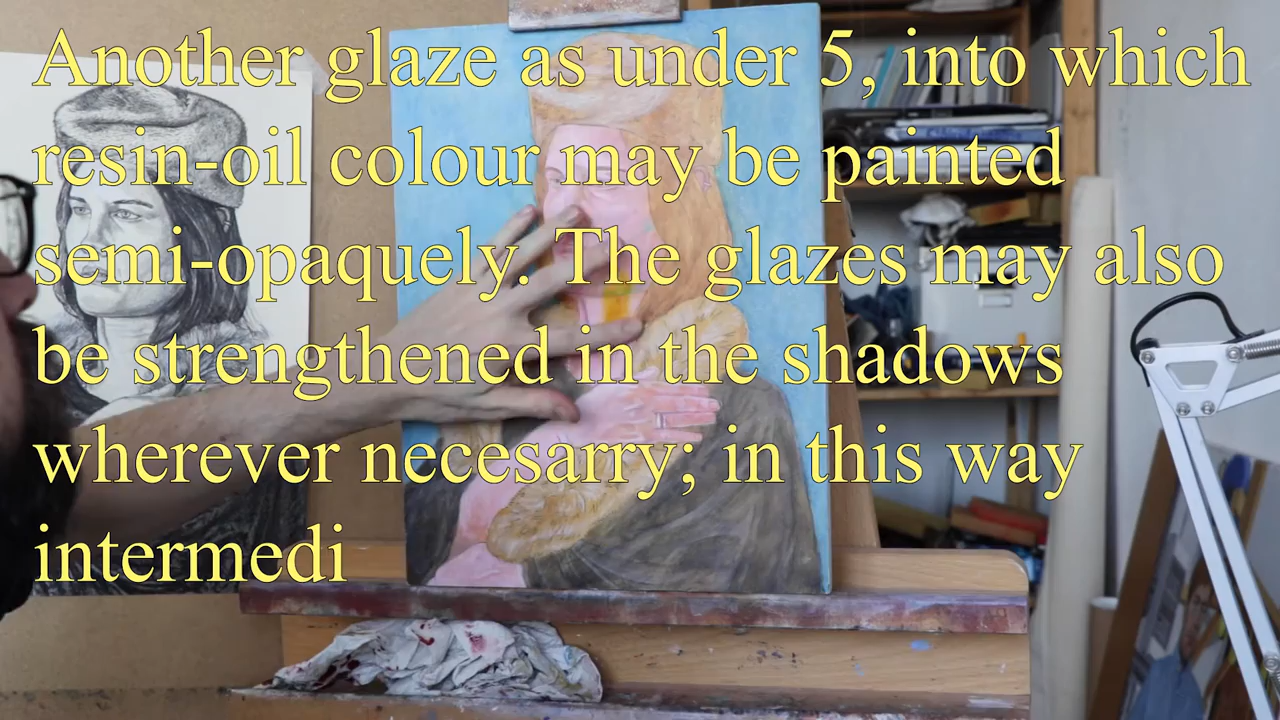 Another glaze as under 5, into which
resin-oil colour may be painted
semi-opaquely. The glazes may also
be strengthened in the shadows
wherever necesarry; in this way
intermedi